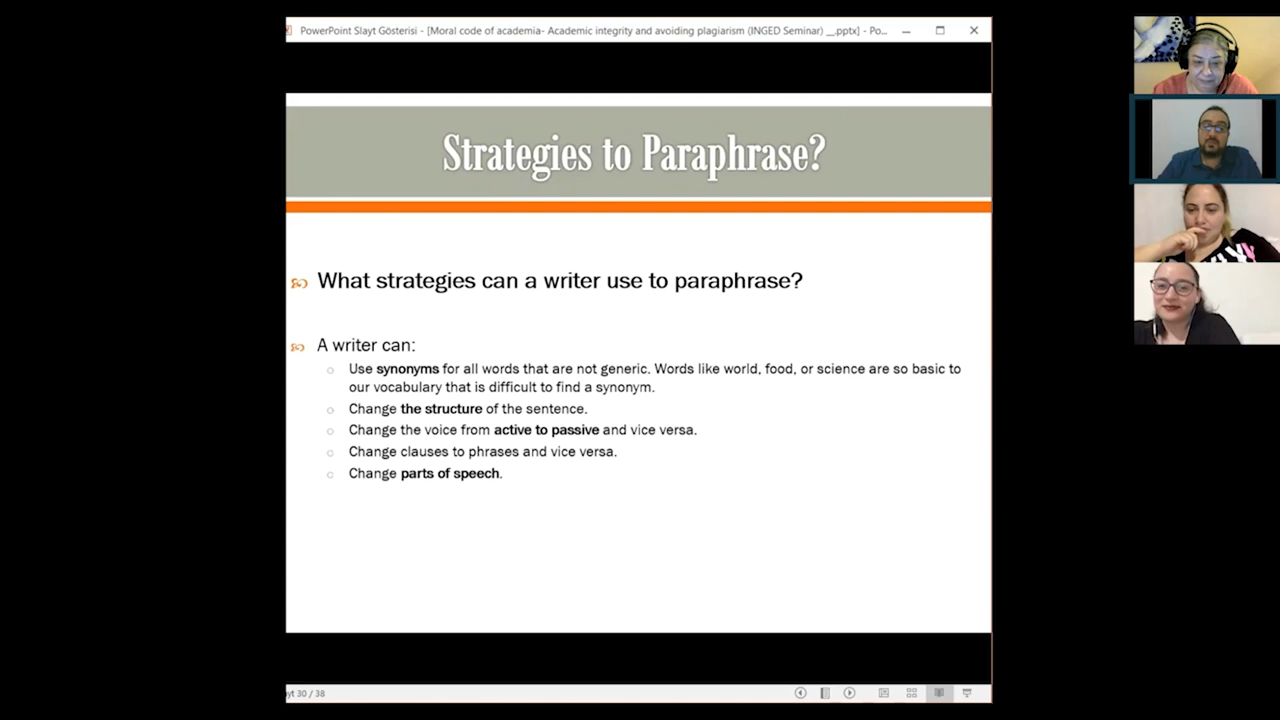 PowerPoint Slayt Gösterisi - [Moral code of academia- Academic integrity and avoiding plagiarism (INGED Seminar) __.pptx] - Po...
Strategies to Paraphrase?
What strategies can a writer use to paraphrase?
A writer can:
Use synonyms for all words that are not generic. Words like world, food, or science are so basic to
our vocabulary that is difficult to find a synonym.
Change the structure of the sentence.
Change the voice from active to passive and vice versa.
Change clauses to phrases and vice versa.
Change parts of speech.
yt 30 / 38